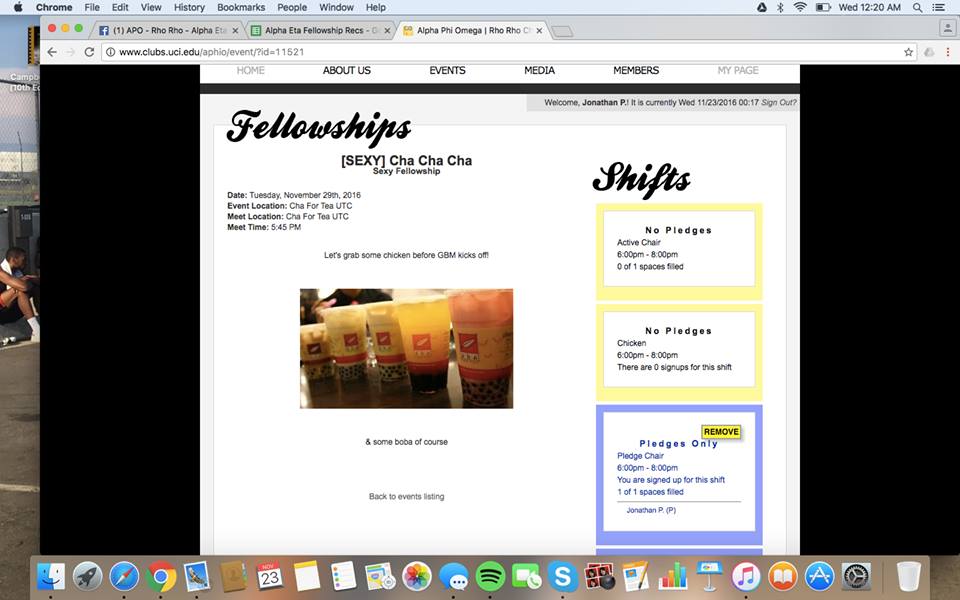 Chrome File Edit View History Bookmarks People Window Help Wed 12:20 AM
(1) APO - Rho Rho - Alpha Eta Alpha Eta Fellowship Recs - G Alpha Phi Omega | Rho Rho C
www.clubs.uci.edu/aphio/event/?id=11521
HOME ABOUT US EVENTS MEDIA MEMBERS MY PAGE
Welcome, Jonathan P.! It is currently Wed 11/23/2016 00:17 Sign Out?
Fellowships
[SEXY] Cha Cha Cha
Sexy Fellowship
Date: Tuesday, November 29th, 2016
Event Location: Cha For Tea UTC
Meet Location: Cha For Tea UTC
Meet Time: 5:45 PM
Let's grab some chicken before GBM kicks off!
& some boba of course
Back to events listing
Shifts
No Pledges
Active Chair
6:00pm - 8:00pm
0 of 1 spaces filled
No Pledges
Chicken
6:00pm - 8:00pm
There are 0 signups for this shift
REMOVE
Pledges Only
Pledge Chair
6:00pm - 8:00pm
You are signed up for this shift
1 of 1 spaces filled
Jonathan P. (P)
NOV
23